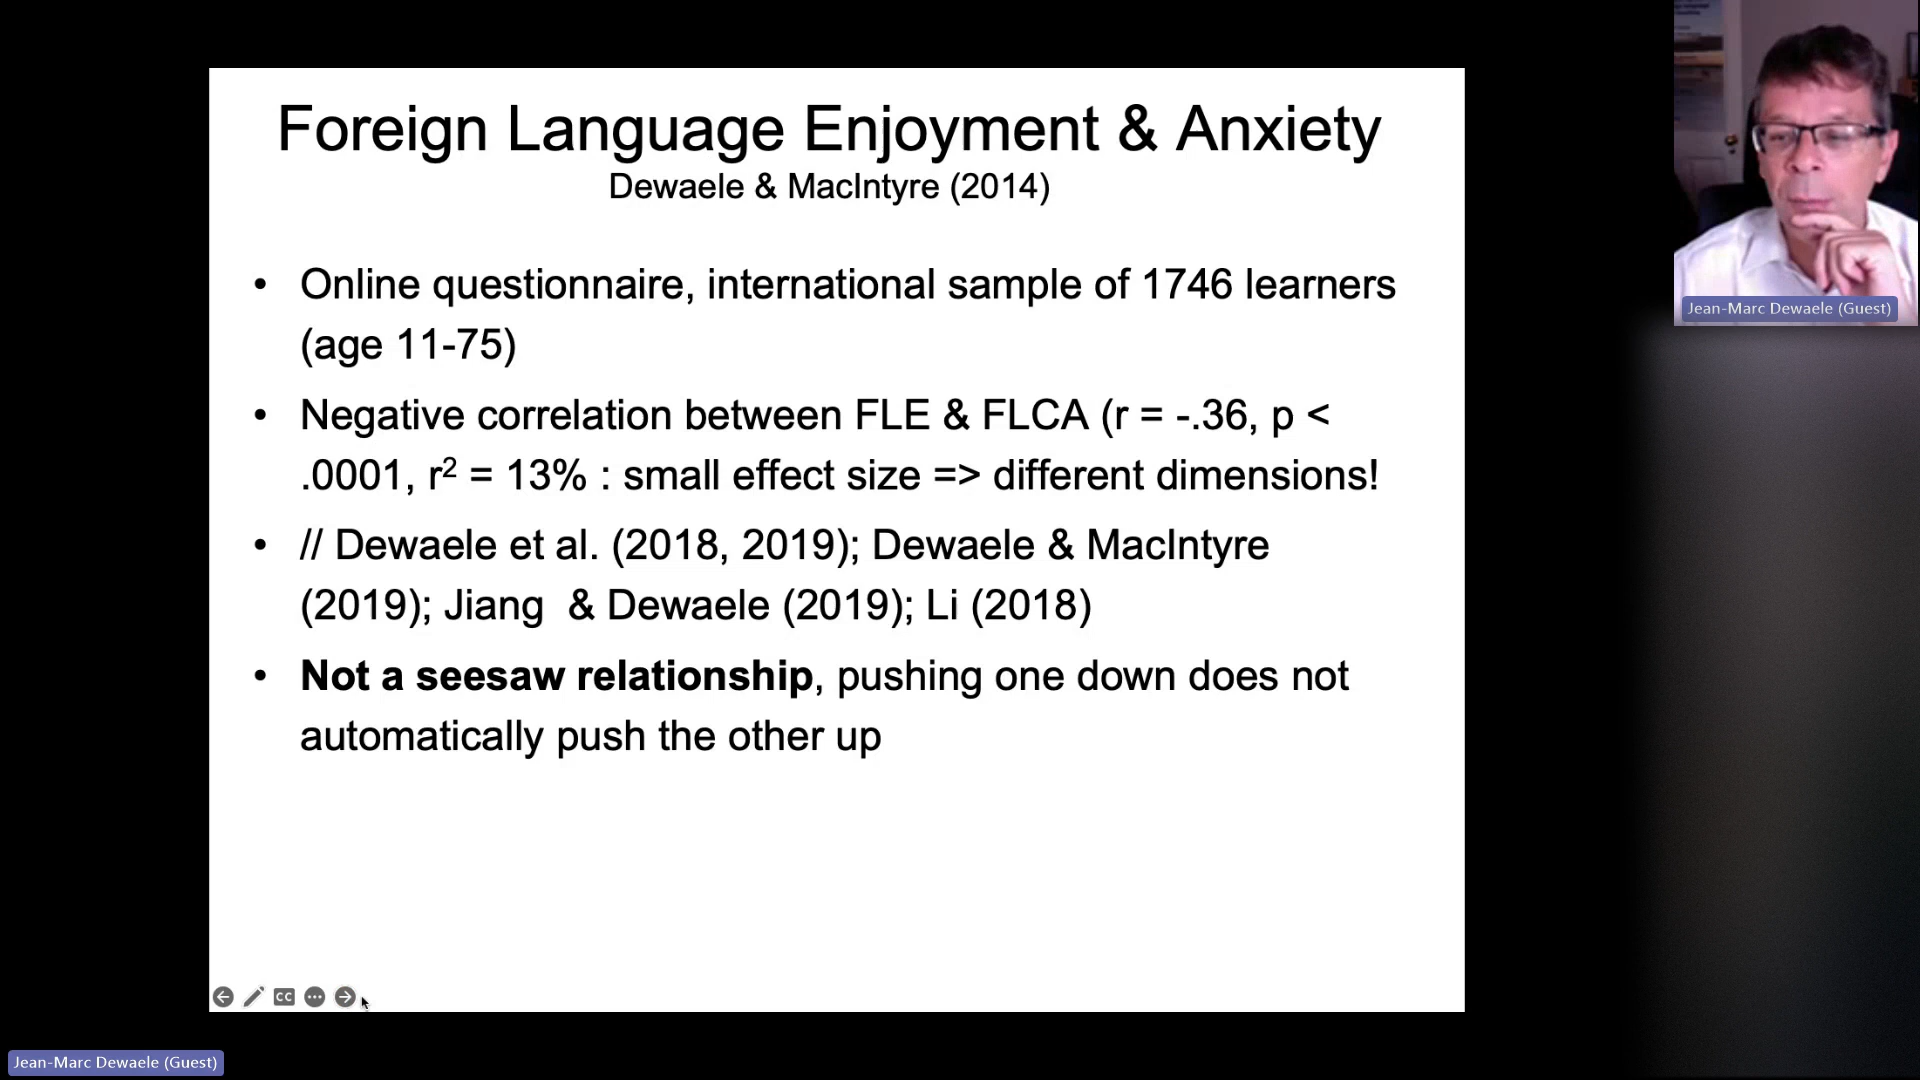 Foreign Language Enjoyment & Anxiety
Dewaele & MacIntyre (2014)
• Online questionnaire, international sample of 1746 learners
(age 11-75)
• Negative correlation between FLE & FLCA (r = -.36, p <
.0001, r² = 13% : small effect size => different dimensions!
• // Dewaele et al. (2018, 2019); Dewaele & MacIntyre
(2019); Jiang & Dewaele (2019); Li (2018)
• Not a seesaw relationship, pushing one down does not
automatically push the other up
CC
Jean-Marc Dewaele (Guest)
Jean-Marc Dewaele (Guest)